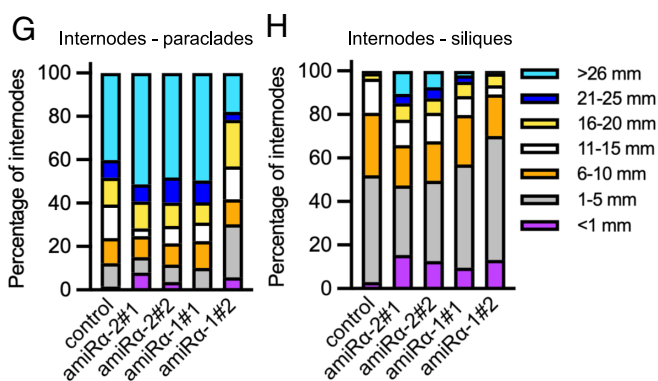 G
Internodes - paraclades
Percentage of internodes
100
80
60
40
20
0
control
amiRα-2#1
amiRα-2#2
amiRα-1#1
amiRα-1#2
H
Internodes - siliques
Percentage of internodes
100
80
60
40
20
0
control
amiRα-2#1
amiRα-2#2
amiRα-1#1
amiRα-1#2
>26 mm
21-25 mm
16-20 mm
11-15 mm
6-10 mm
1-5 mm
<1 mm